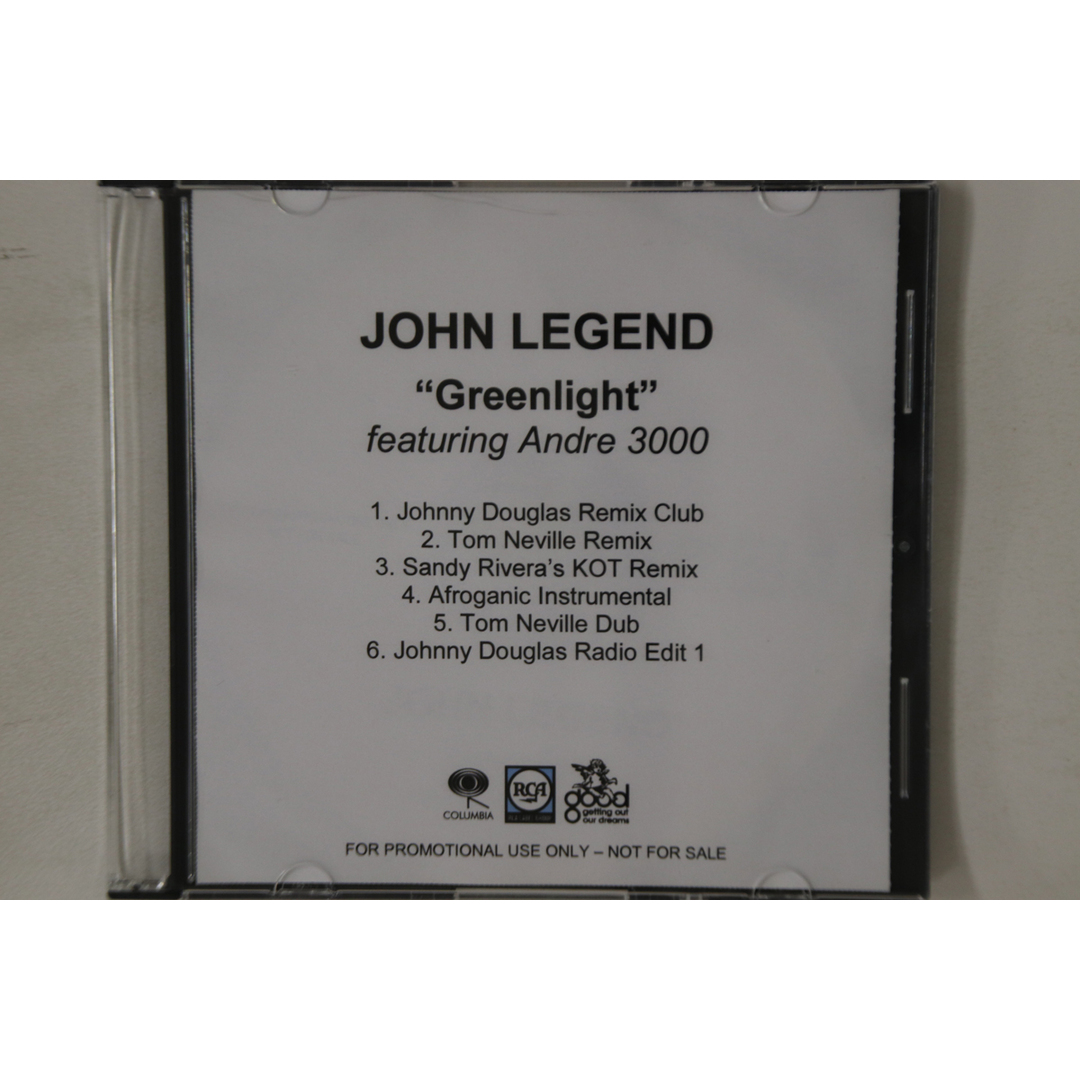 JOHN LEGEND
“Greenlight”
featuring Andre 3000
1. Johnny Douglas Remix Club
2. Tom Neville Remix
3. Sandy Rivera’s KOT Remix
4. Afroganic Instrumental
5. Tom Neville Dub
6. Johnny Douglas Radio Edit 1
COLUMBIA
RCA
good
getting out
our dreams
FOR PROMOTIONAL USE ONLY – NOT FOR SALE